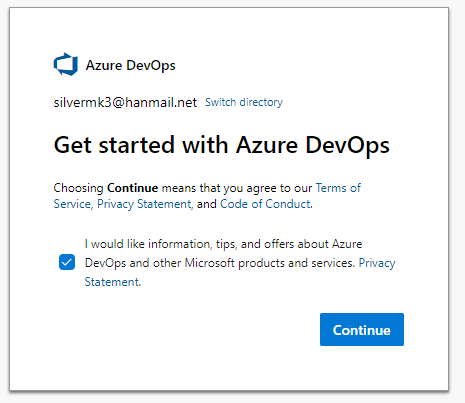 Azure DevOps
silvermk3@hanmail.net Switch directory
Get started with Azure DevOps
Choosing Continue means that you agree to our Terms of
Service, Privacy Statement, and Code of Conduct.
I would like information, tips, and offers about Azure
DevOps and other Microsoft products and services. Privacy
Statement.
Continue